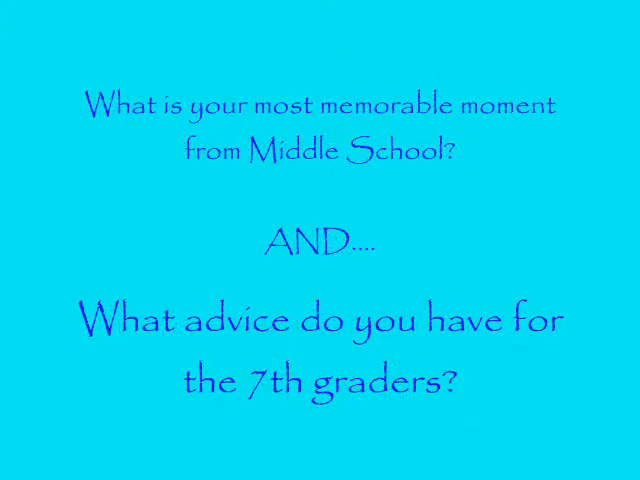 What is your most memorable moment
from Middle School?
AND....
What advice do you have for
the 7th graders?